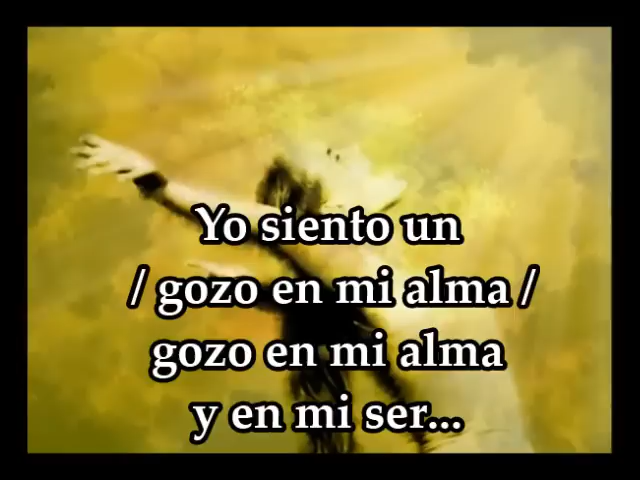 Yo siento un
/ gozo en mi alma /
gozo en mi alma
y en mi ser...